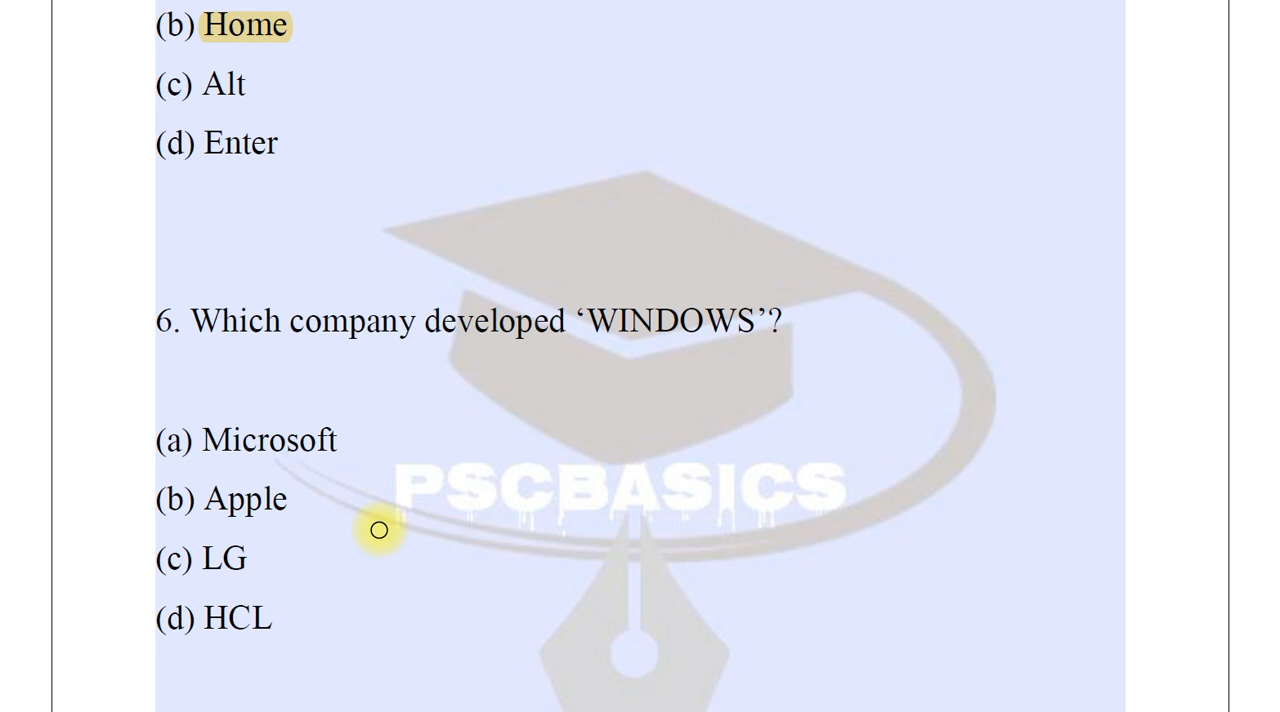 (b) Home
(c) Alt
(d) Enter
6. Which company developed ‘WINDOWS’?
(a) Microsoft
PSCBASICS
(b) Apple
(c) LG
(d) HCL